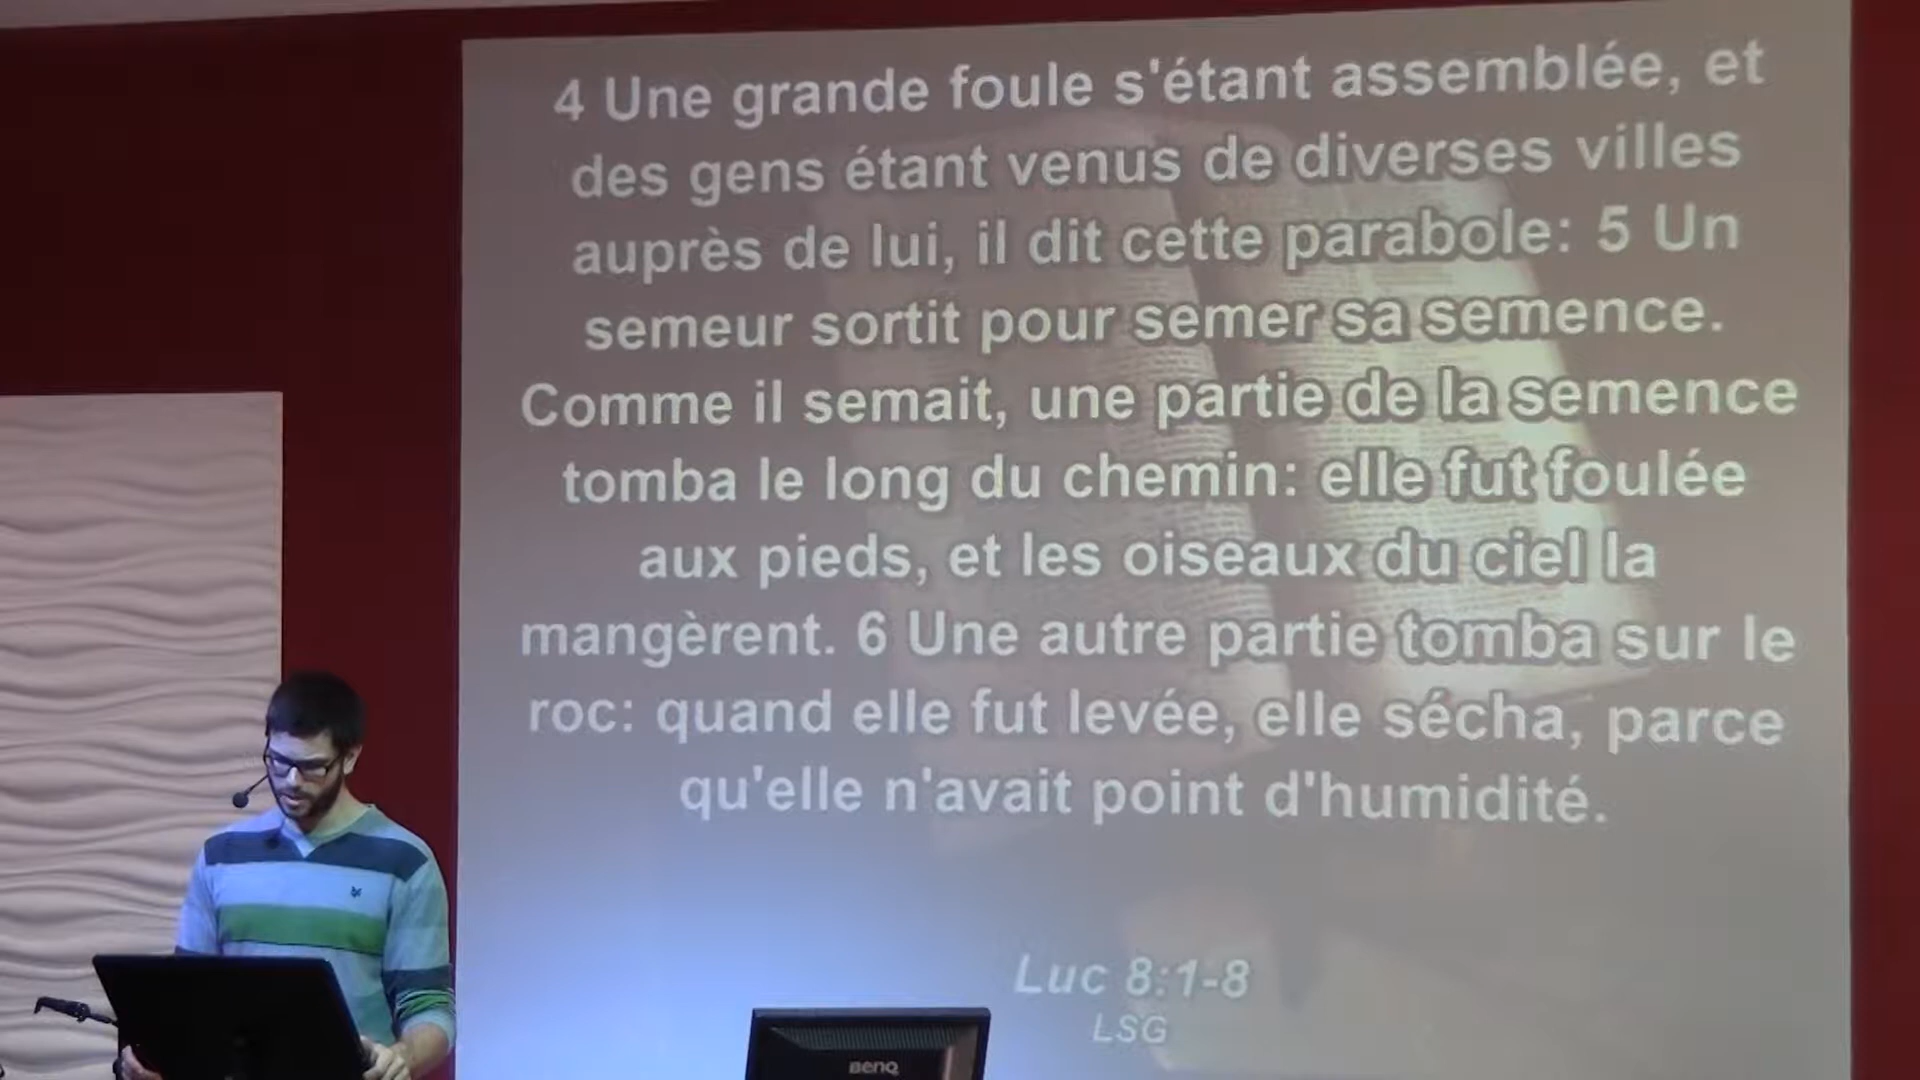 4 Une grande foule s'étant assemblée, et
des gens étant venus de diverses villes
auprès de lui, il dit cette parabole: 5 Un
semeur sortit pour semer sa semence.
Comme il semait, une partie de la semence
tomba le long du chemin: elle fut foulée
aux pieds, et les oiseaux du ciel la
mangèrent. 6 Une autre partie tomba sur le
roc: quand elle fut levée, elle sécha, parce
qu'elle n'avait point d'humidité.
Luc 8:1-8
LSG
BenQ